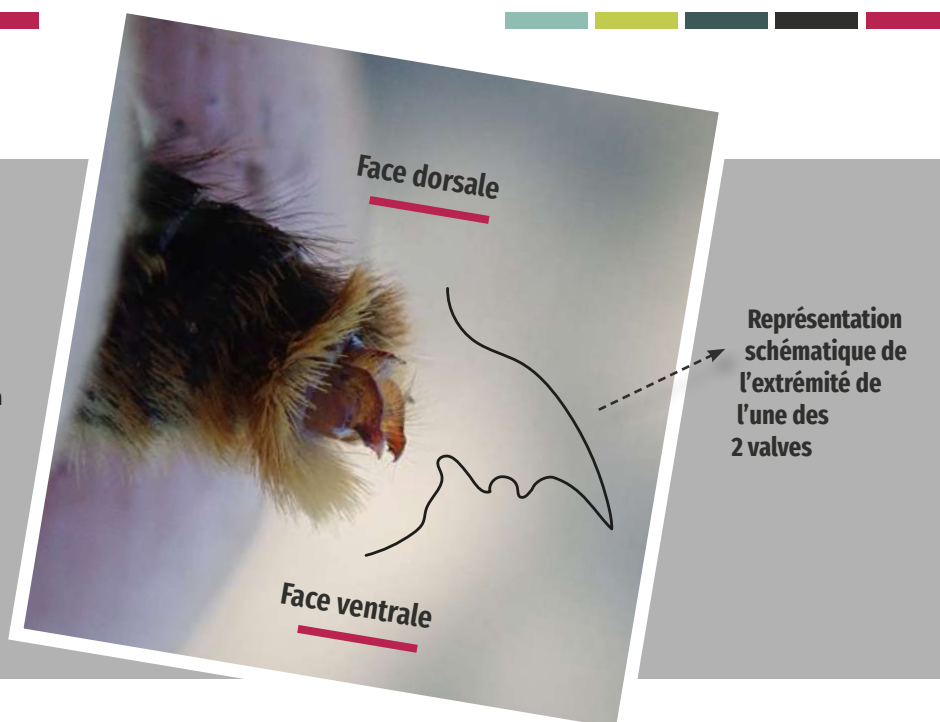 Face dorsale
Représentation
schématique de
l'extrémité de
l'une des
2 valves
Face ventrale